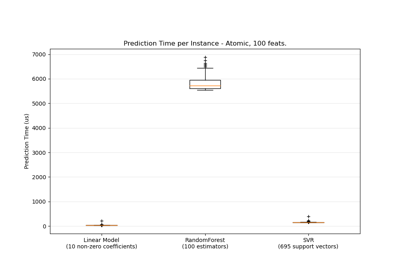 Prediction Time per Instance - Atomic, 100 feats.
Prediction Time (us)
7000
6000
5000
4000
3000
2000
1000
0
Linear Model
(10 non-zero coefficients)
RandomForest
(100 estimators)
SVR
(695 support vectors)